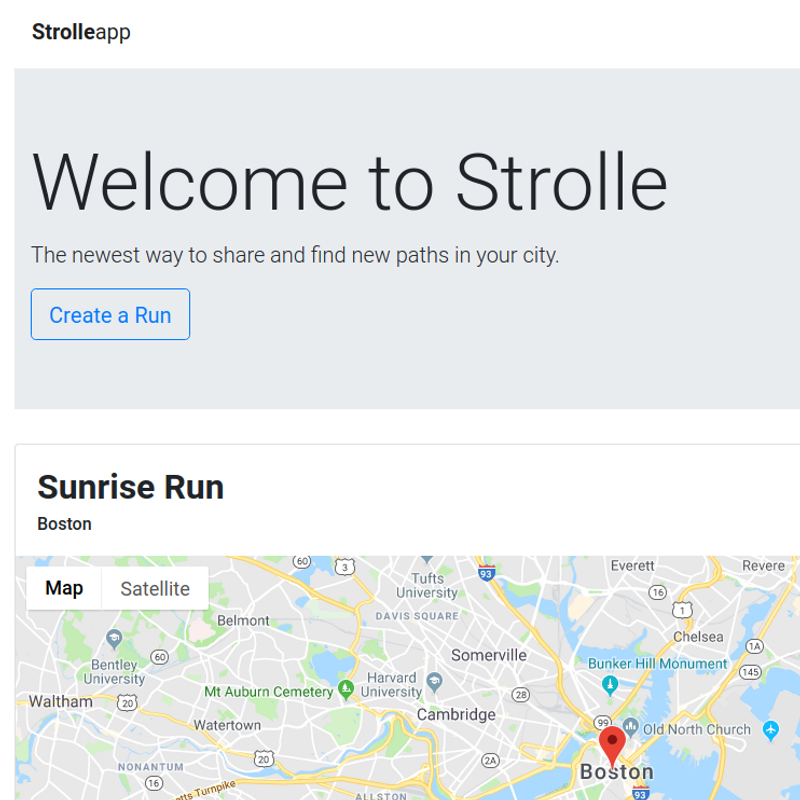 Strolleapp
Welcome to Strolle
The newest way to share and find new paths in your city.
Create a Run
Sunrise Run
Boston
Map
Satellite
60
3
93
Tufts
University
Everett
Revere
16
1
DAVIS SQUARE
Belmont
Chelsea
1A
Bentley
University
60
Somerville
Bunker Hill Monument
145
Harvard
University
Mt Auburn Cemetery
28
Waltham
20
Cambridge
99
Watertown
Old North Church
20
2A
NONANTUM
Boston
16
tts Turnpike
ALLSTON
93